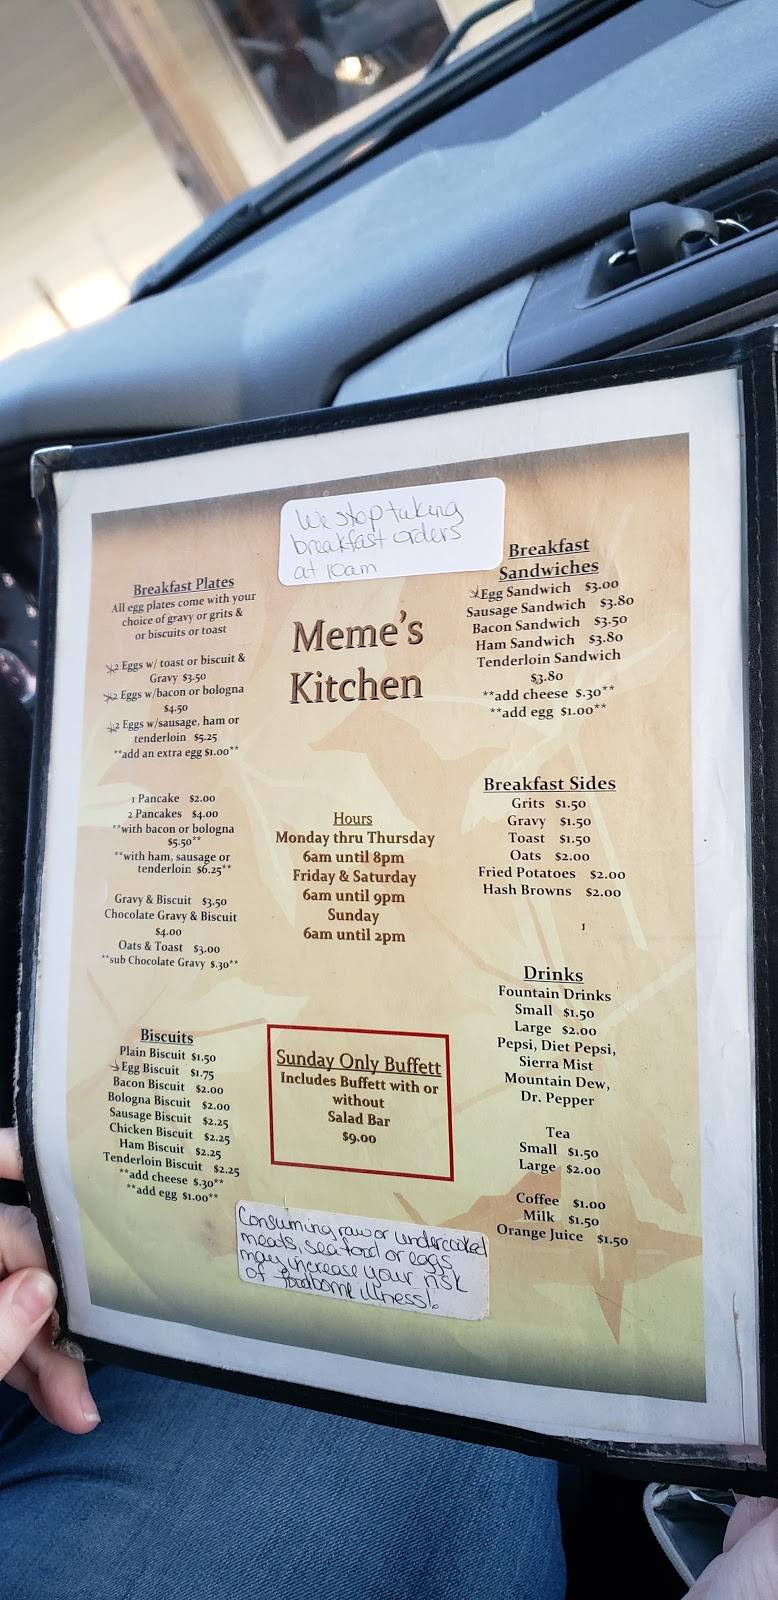 We stop taking
breakfast orders
at 10am
Meme's
Kitchen
Breakfast Plates
All egg plates come with your
choice of gravy or grits &
or biscuits or toast
2 Eggs w/ toast or biscuit &
Gravy $3.50
2 Eggs w/bacon or bologna
$4.50
2 Eggs w/sausage, ham or
tenderloin $5.25
**add an extra egg $1.00**
1 Pancake $2.00
2 Pancakes $4.00
**with bacon or bologna
$5.50**
**with ham, sausage or
tenderloin $6.25**
Gravy & Biscuit $3.50
Chocolate Gravy & Biscuit
$4.00
Oats & Toast $3.00
**sub Chocolate Gravy $.30**
Biscuits
Plain Biscuit $1.50
Egg Biscuit $1.75
Bacon Biscuit $2.00
Bologna Biscuit $2.00
Sausage Biscuit $2.25
Chicken Biscuit $2.25
Ham Biscuit $2.25
Tenderloin Biscuit $2.25
**add cheese $.30**
**add egg $1.00**
Hours
Monday thru Thursday
6am until 8pm
Friday & Saturday
6am until 9pm
Sunday
6am until 2pm
Sunday Only Buffett
Includes Buffett with or
without
Salad Bar
$9.00
Consuming raw or undercooked
meats, seafood or eggs
may increase your risk
of foodborne illness!
Breakfast
Sandwiches
Egg Sandwich $3.00
Sausage Sandwich $3.80
Bacon Sandwich $3.50
Ham Sandwich $3.80
Tenderloin Sandwich
$3.80
**add cheese $.30**
**add egg $1.00**
Breakfast Sides
Grits $1.50
Gravy $1.50
Toast $1.50
Oats $2.00
Fried Potatoes $2.00
Hash Browns $2.00
Drinks
Fountain Drinks
Small $1.50
Large $2.00
Pepsi, Diet Pepsi,
Sierra Mist
Mountain Dew,
Dr. Pepper
Tea
Small $1.50
Large $2.00
Coffee $1.00
Milk $1.50
Orange Juice $1.50